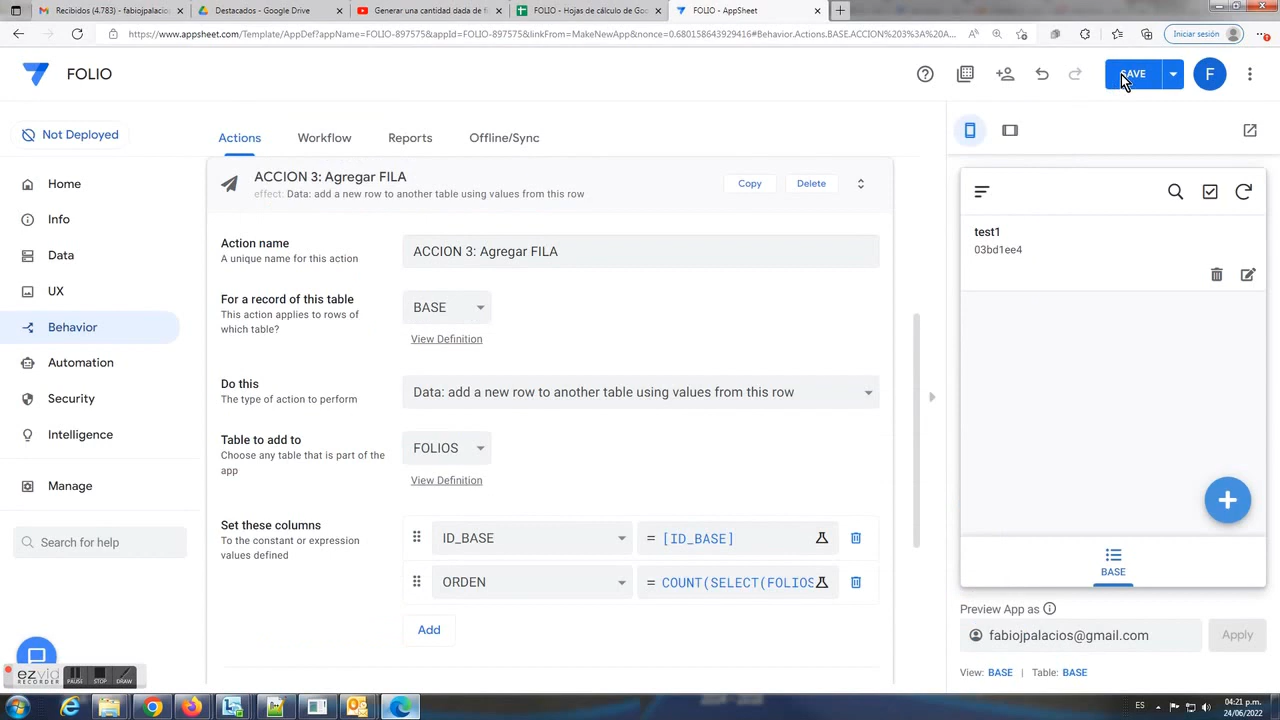 Recibidos (4.783) - fabiojpalacio
Destacados - Google Drive
Generar una cantidad dada de f
FOLIO - Hojas de cálculo de Goo
FOLIO - AppSheet
https://www.appsheet.com/Template/AppDef?appName=FOLIO-897575&appId=FOLIO-897575&linkFrom=MakeNewApp&nonce=0.680158643929416#Behavior.Actions.BASE.ACCION%203%3A%20A...
Iniciar sesión
FOLIO
SAVE
F
Not Deployed
Home
Info
Data
UX
Behavior
Automation
Security
Intelligence
Manage
Search for help
ezvid
RECORDER
PAUSE
STOP
DRAW
Actions
Workflow
Reports
Offline/Sync
ACCION 3: Agregar FILA
effect: Data: add a new row to another table using values from this row
Copy
Delete
Action name
A unique name for this action
ACCION 3: Agregar FILA
For a record of this table
This action applies to rows of
which table?
BASE
View Definition
Do this
The type of action to perform
Data: add a new row to another table using values from this row
Table to add to
Choose any table that is part of the
app
FOLIOS
View Definition
Set these columns
To the constant or expression
values defined
ID_BASE
= [ID_BASE]
ORDEN
= COUNT(SELECT(FOLIOS
Add
test1
03bd1ee4
BASE
Preview App as
fabiojpalacios@gmail.com
Apply
View: BASE | Table: BASE
ES
04:21 p.m.
24/06/2022